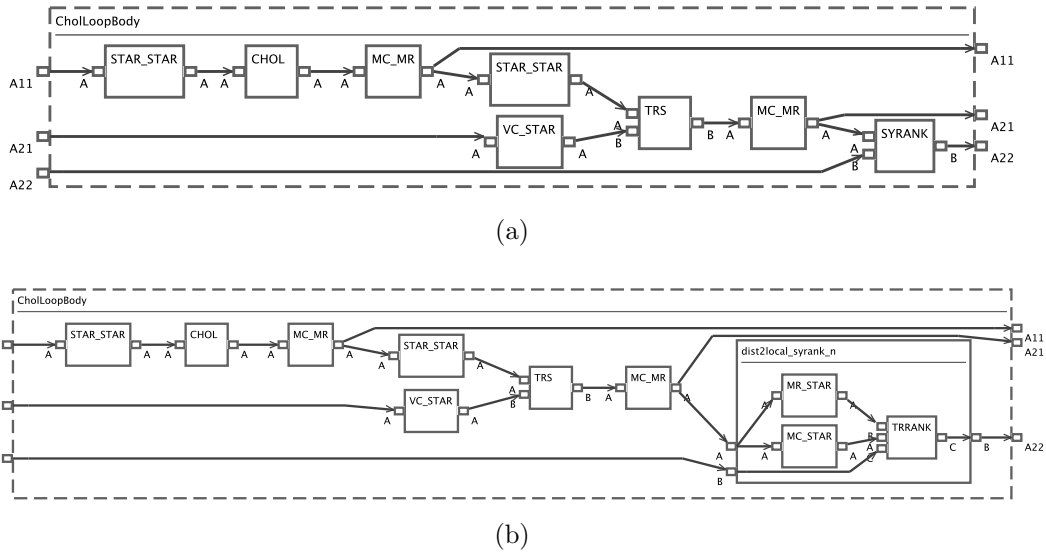 CholLoopBody
STAR_STAR
CHOL
MC_MR
A11
A
A
A
A
A
A
STAR_STAR
A
A
A11
TRS
MC_MR
A21
VC_STAR
A
A
A
B
B
A
A
SYRANK
A21
A22
A
B
B
A22
(a)
CholLoopBody
STAR_STAR
CHOL
MC_MR
A
A
A
A
A
A
STAR_STAR
A
A
A11
A21
dist2local_syrank_n
TRS
MC_MR
VC_STAR
A
A
A
B
B
A
A
MR_STAR
A
A
MC_STAR
TRRANK
A
A
A
B
A
C
C
B
A22
B
(b)